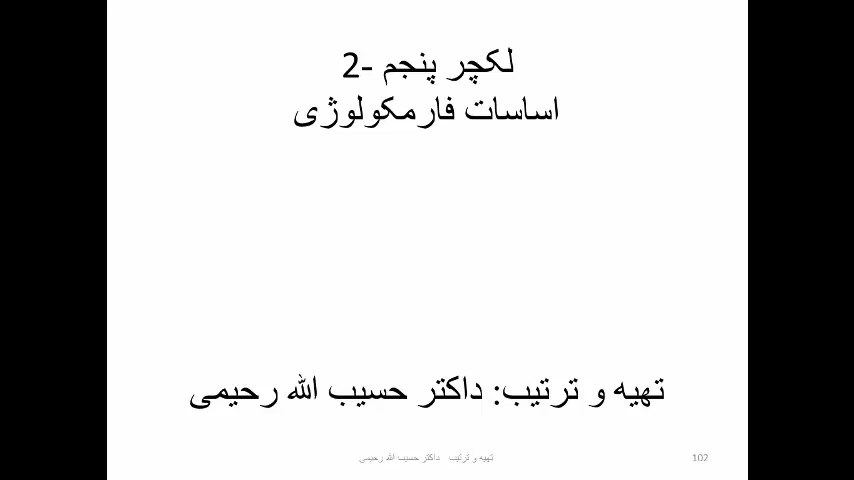 لکچر پنجم -2
اساسات فارمکولوژی
تهیه و ترتیب: داکتر حسیب الله رحیمی
تهیه و ترتیب داکتر حسیب الله رحیمی
102